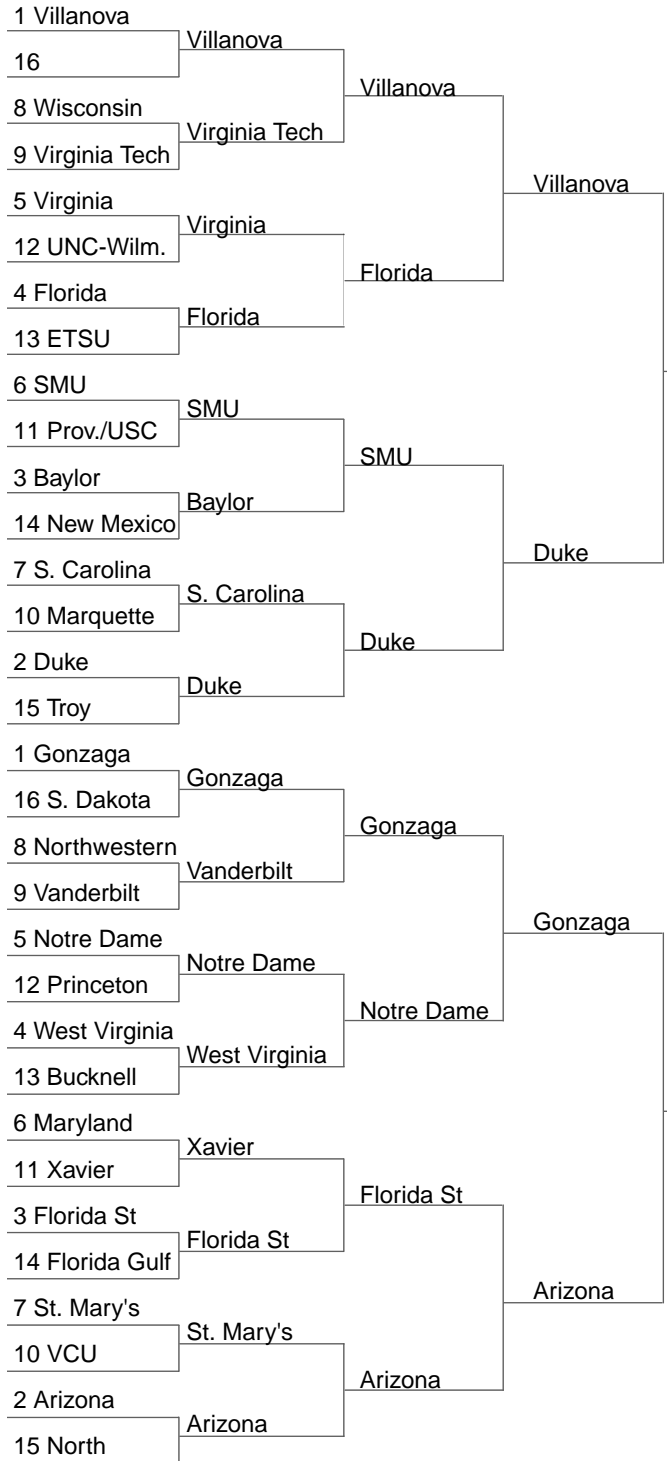 1 Villanova
Villanova
16
Villanova
8 Wisconsin
Virginia Tech
9 Virginia Tech
Villanova
5 Virginia
Virginia
12 UNC-Wilm.
Florida
4 Florida
Florida
13 ETSU
6 SMU
SMU
11 Prov./USC
SMU
3 Baylor
Baylor
14 New Mexico
Duke
7 S. Carolina
S. Carolina
10 Marquette
Duke
2 Duke
Duke
15 Troy
1 Gonzaga
Gonzaga
16 S. Dakota
Gonzaga
8 Northwestern
Vanderbilt
9 Vanderbilt
Gonzaga
5 Notre Dame
Notre Dame
12 Princeton
Notre Dame
4 West Virginia
West Virginia
13 Bucknell
6 Maryland
Xavier
11 Xavier
Florida St
3 Florida St
Florida St
14 Florida Gulf
Arizona
7 St. Mary's
St. Mary's
10 VCU
Arizona
2 Arizona
Arizona
15 North